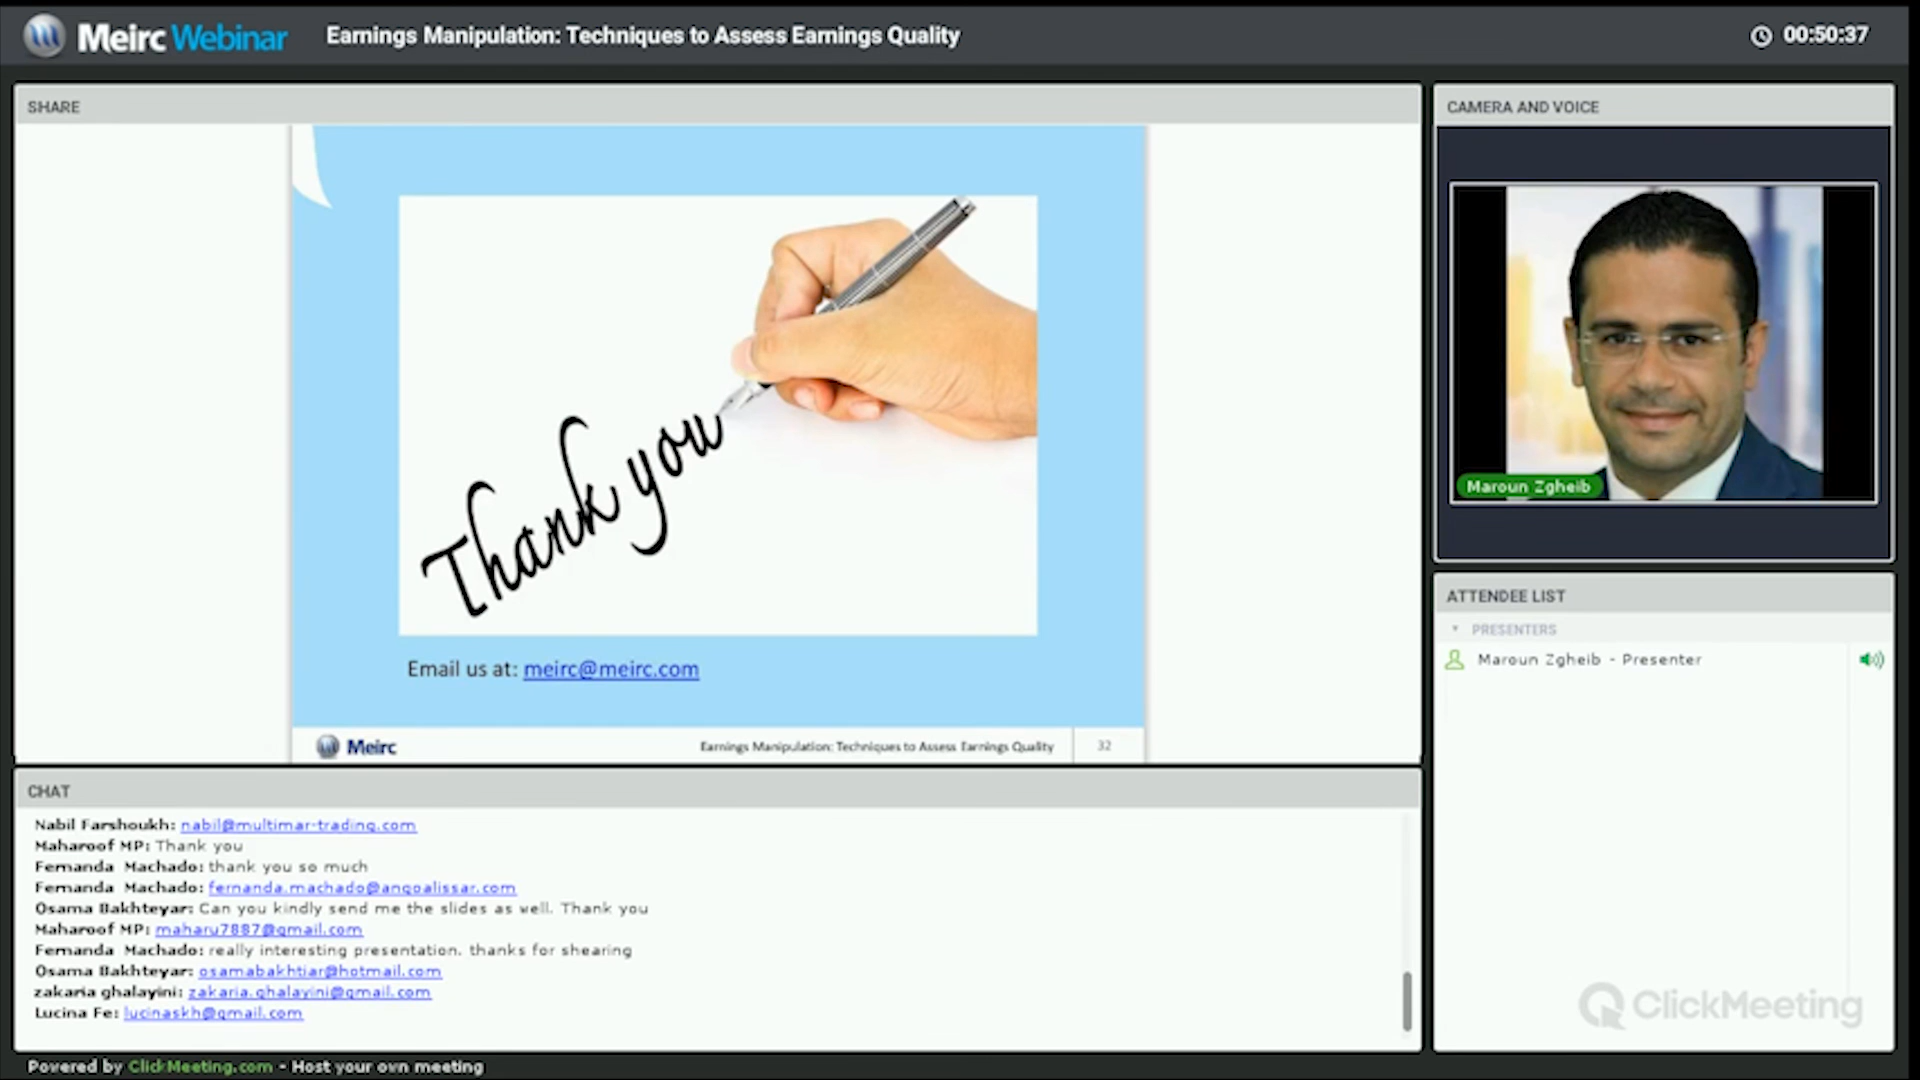 Meirc Webinar
Earnings Manipulation: Techniques to Assess Earnings Quality
00:50:37
SHARE
Thank you
Email us at: meirc@meirc.com
Meirc
Earnings Manipulation: Techniques to Assess Earnings Quality
32
CAMERA AND VOICE
Maroun Zgheib
ATTENDEE LIST
PRESENTERS
Maroun Zgheib - Presenter
CHAT
Nabil Farshoukh: nabil@multimar-trading.com
Maharoof MP: Thank you
Fernanda Machado: thank you so much
Fernanda Machado: fernanda.machado@angoalissar.com
Osama Bakhteyar: Can you kindly send me the slides as well. Thank you
Maharoof MP: maharu7887@gmail.com
Fernanda Machado: really interesting presentation. thanks for shearing
Osama Bakhteyar: osamabakhtiar@hotmail.com
zakaria ghalayini: zakaria.ghalayini@gmail.com
Lucina Fe: lucinaskh@gmail.com
ClickMeeting
Powered by ClickMeeting.com - Host your own meeting